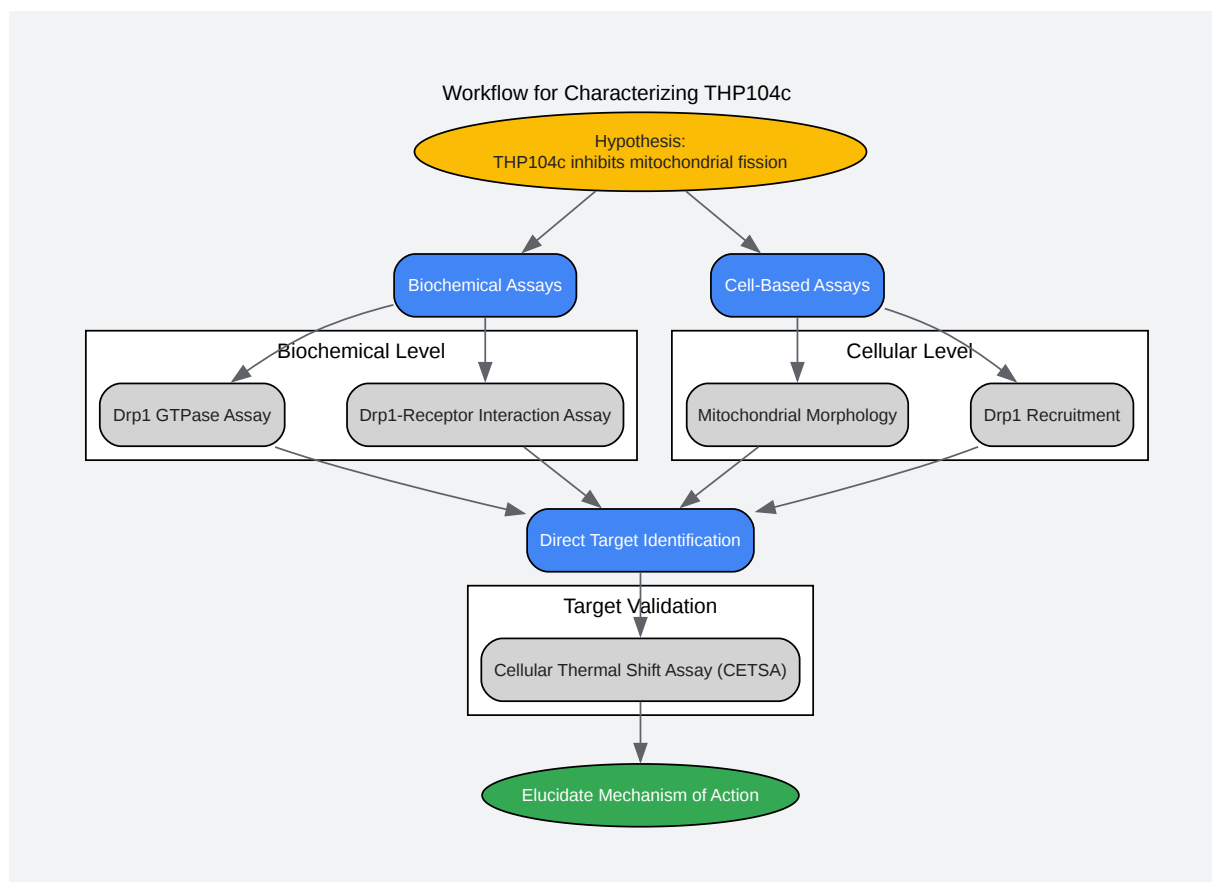 Workflow for Characterizing THP104c
Hypothesis:
THP104c inhibits mitochondrial fission
Biochemical Assays
Cell-Based Assays
Biochemical Level
Cellular Level
Drp1 GTPase Assay
Drp1-Receptor Interaction Assay
Mitochondrial Morphology
Drp1 Recruitment
Direct Target Identification
Target Validation
Cellular Thermal Shift Assay (CETSA)
Elucidate Mechanism of Action